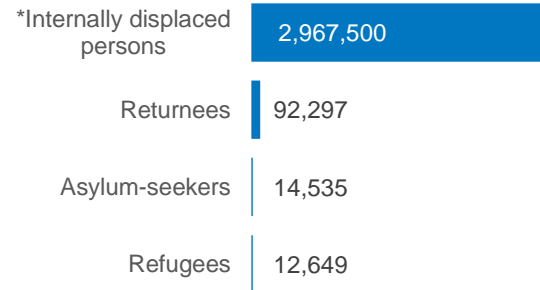 *Internally displaced
persons
2,967,500
Returnees
92,297
Asylum-seekers
14,535
Refugees
12,649